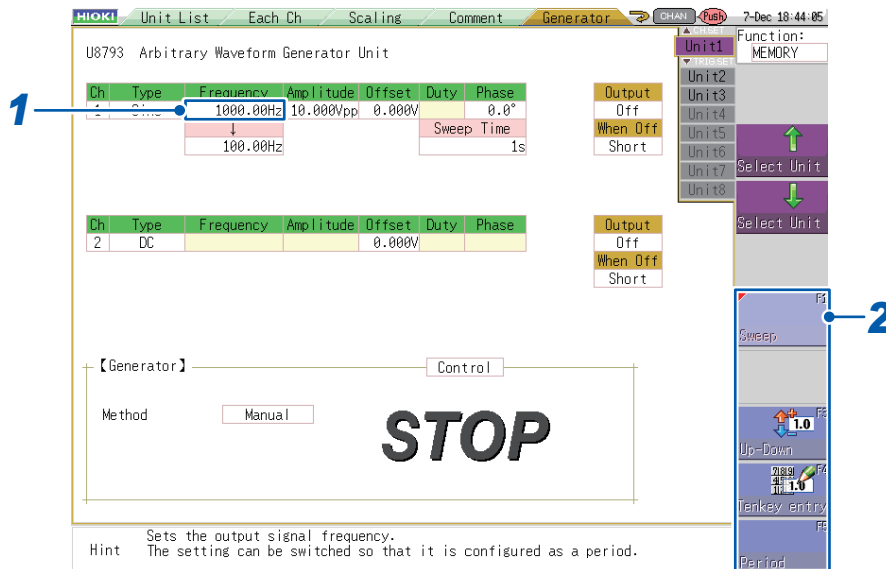 HIOKI Unit List Each Ch Scaling Comment Generator CHAN Push 7-Dec 18:44:05
U8793 Arbitrary Waveform Generator Unit
▲CH.SET
Unit1
▼TRIG.SET
Unit2
Unit3
Unit4
Unit5
Unit6
Unit7
Unit8
Function:
MEMORY
Select Unit
Select Unit
1
Ch Type Frequency Amplitude Offset Duty Phase
1 Sine 1000.00Hz 10.000Vpp 0.000V 0.0°
↓ Sweep Time
100.00Hz 1s
Output
Off
When Off
Short
Ch Type Frequency Amplitude Offset Duty Phase
2 DC 0.000V
Output
Off
When Off
Short
2
F1
Sweep
F3
1.0
Up-Down
F4
1.0
Tenkey entry
F5
Period
【Generator】 Control
Method Manual
STOP
Hint Sets the output signal frequency.
The setting can be switched so that it is configured as a period.